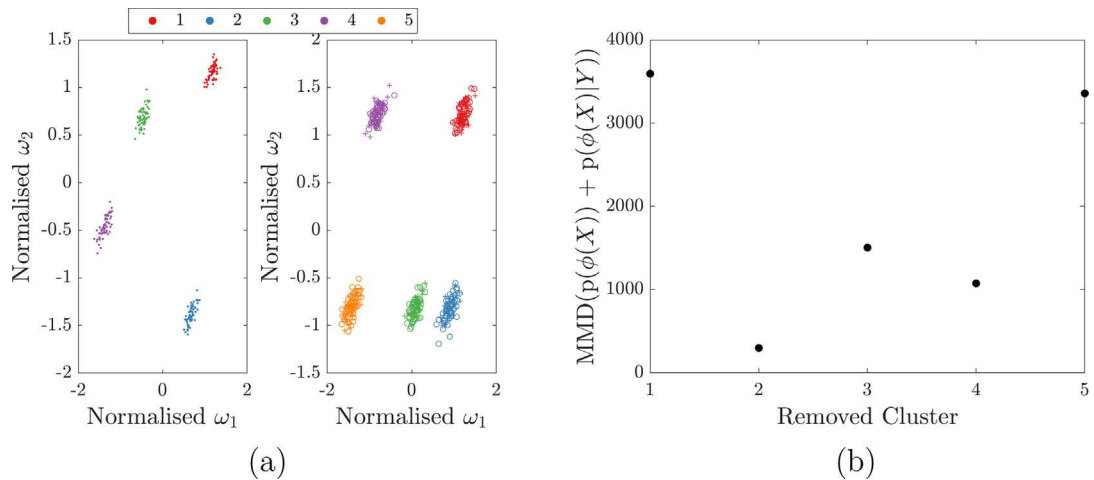 1 2 3 4 5
1.5
1
0.5
0
-0.5
-1
-1.5
-2
-2 0 2
Normalised ω₂
Normalised ω₁
2
1.5
1
0.5
0
-0.5
-1
-1.5
-2 0 2
Normalised ω₂
Normalised ω₁
(a)
4000
3000
2000
1000
0
1 2 3 4 5
MMD(p(ϕ(X)) + p(ϕ(X)|Y))
Removed Cluster
(b)